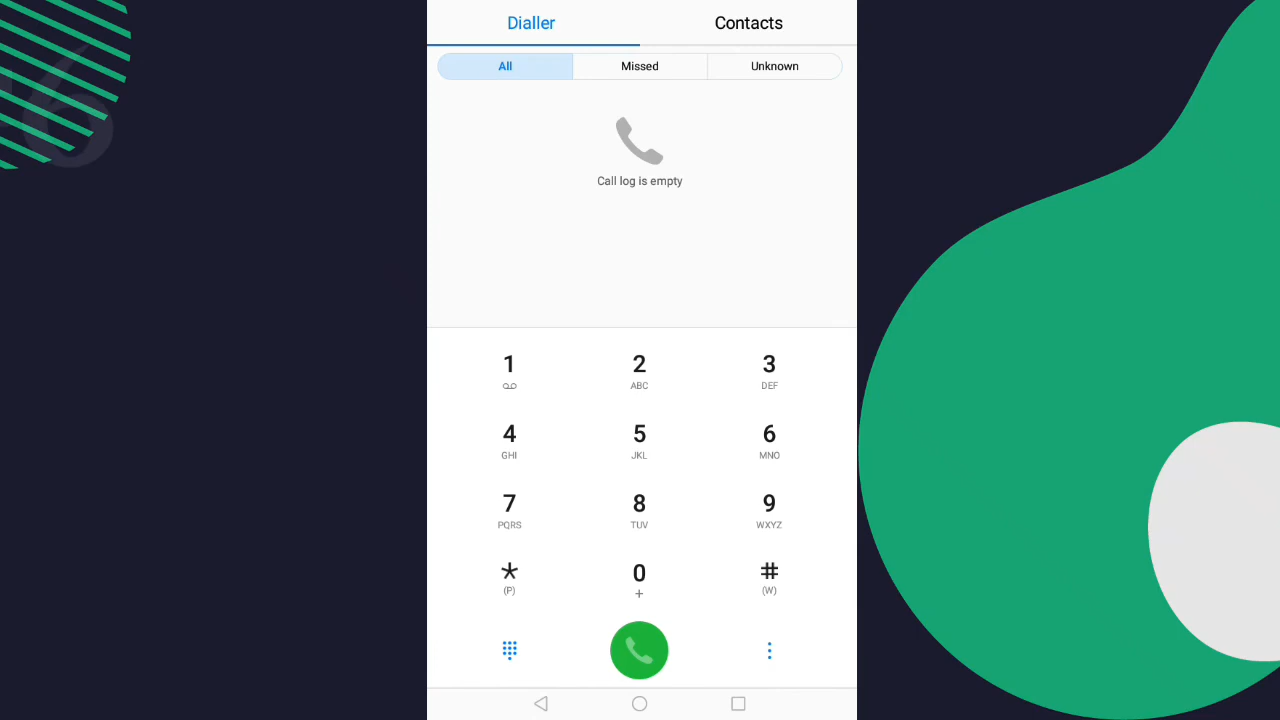 Dialler Contacts
All Missed Unknown
Call log is empty
1 2 3
ABC DEF
4 5 6
GHI JKL MNO
7 8 9
PQRS TUV WXYZ
* 0 #
(P) + (W)